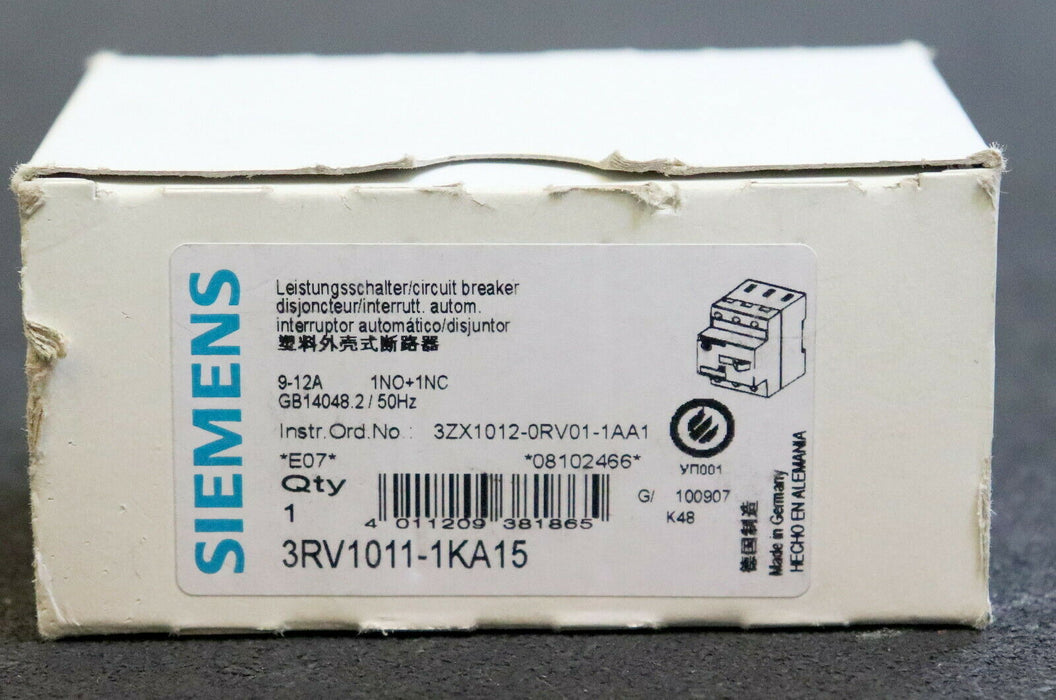 SIEMENS
Leistungsschalter/circuit breaker
disjoncteur/interrutt. autom.
interruptor automático/disjuntor
塑料外壳式断路器
9-12A 1NO+1NC
GB14048.2 / 50Hz
Instr.Ord.No.: 3ZX1012-0RV01-1AA1
*E07* *08102466*
Qty
1
4 011209 381865
3RV1011-1KA15
УП001
G/ 100907
K48
德国制造
Made in Germany
HECHO EN ALEMANIA